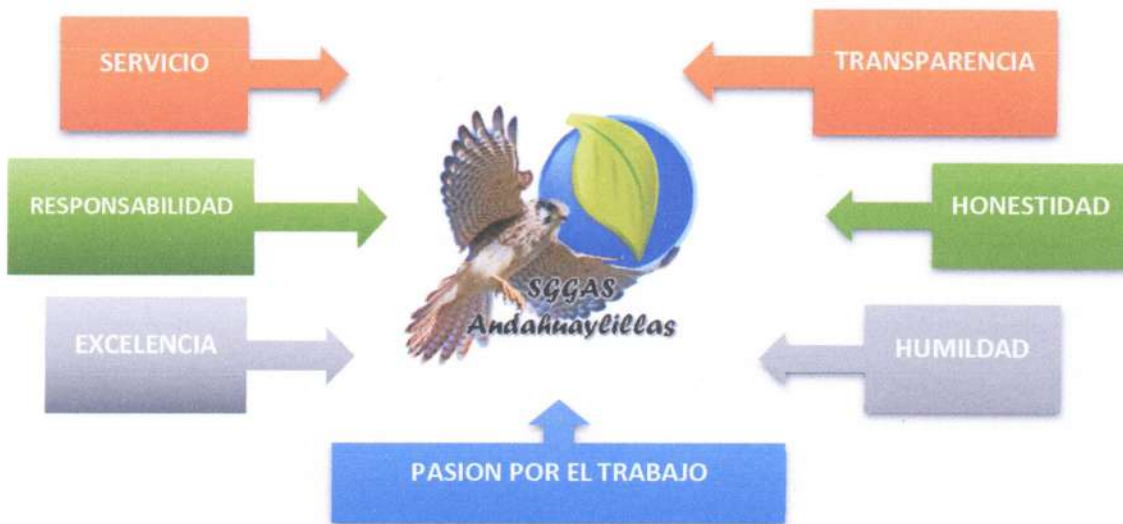 SERVICIO
TRANSPARENCIA
RESPONSABILIDAD
HONESTIDAD
SGGAS
Andahuaylillas
EXCELENCIA
HUMILDAD
PASION POR EL TRABAJO